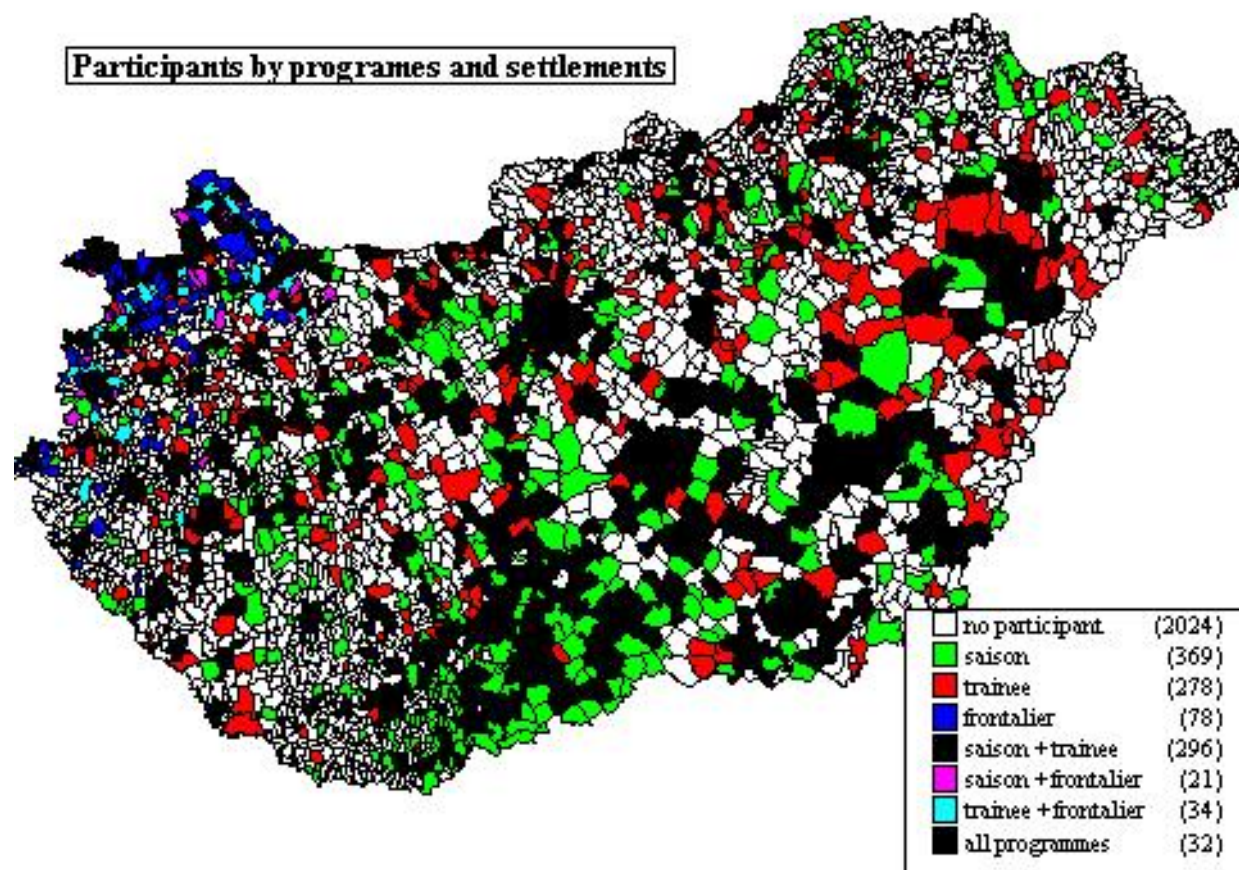 Participants by programes and settlements
no participant (2024)
saison (369)
trainee (278)
frontalier (78)
saison + trainee (296)
saison + frontalier (21)
trainee + frontalier (34)
all programmes (32)